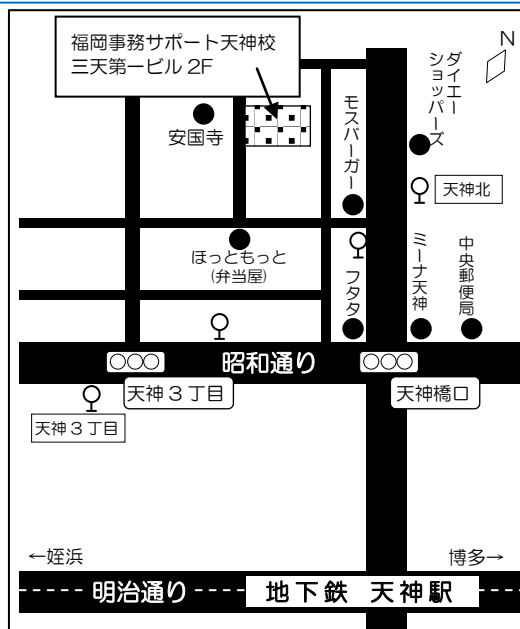 福岡事務サポート天神校
三天第一ビル 2F
N
ダイエー
ショッパーズ
モスバーガー
安国寺
天神北
ほっともっと
(弁当屋)
フタタ
ミーナ天神
中央郵便局
昭和通り
天神3丁目
天神橋口
天神3丁目
←姪浜
博多→
明治通り
地下鉄 天神駅